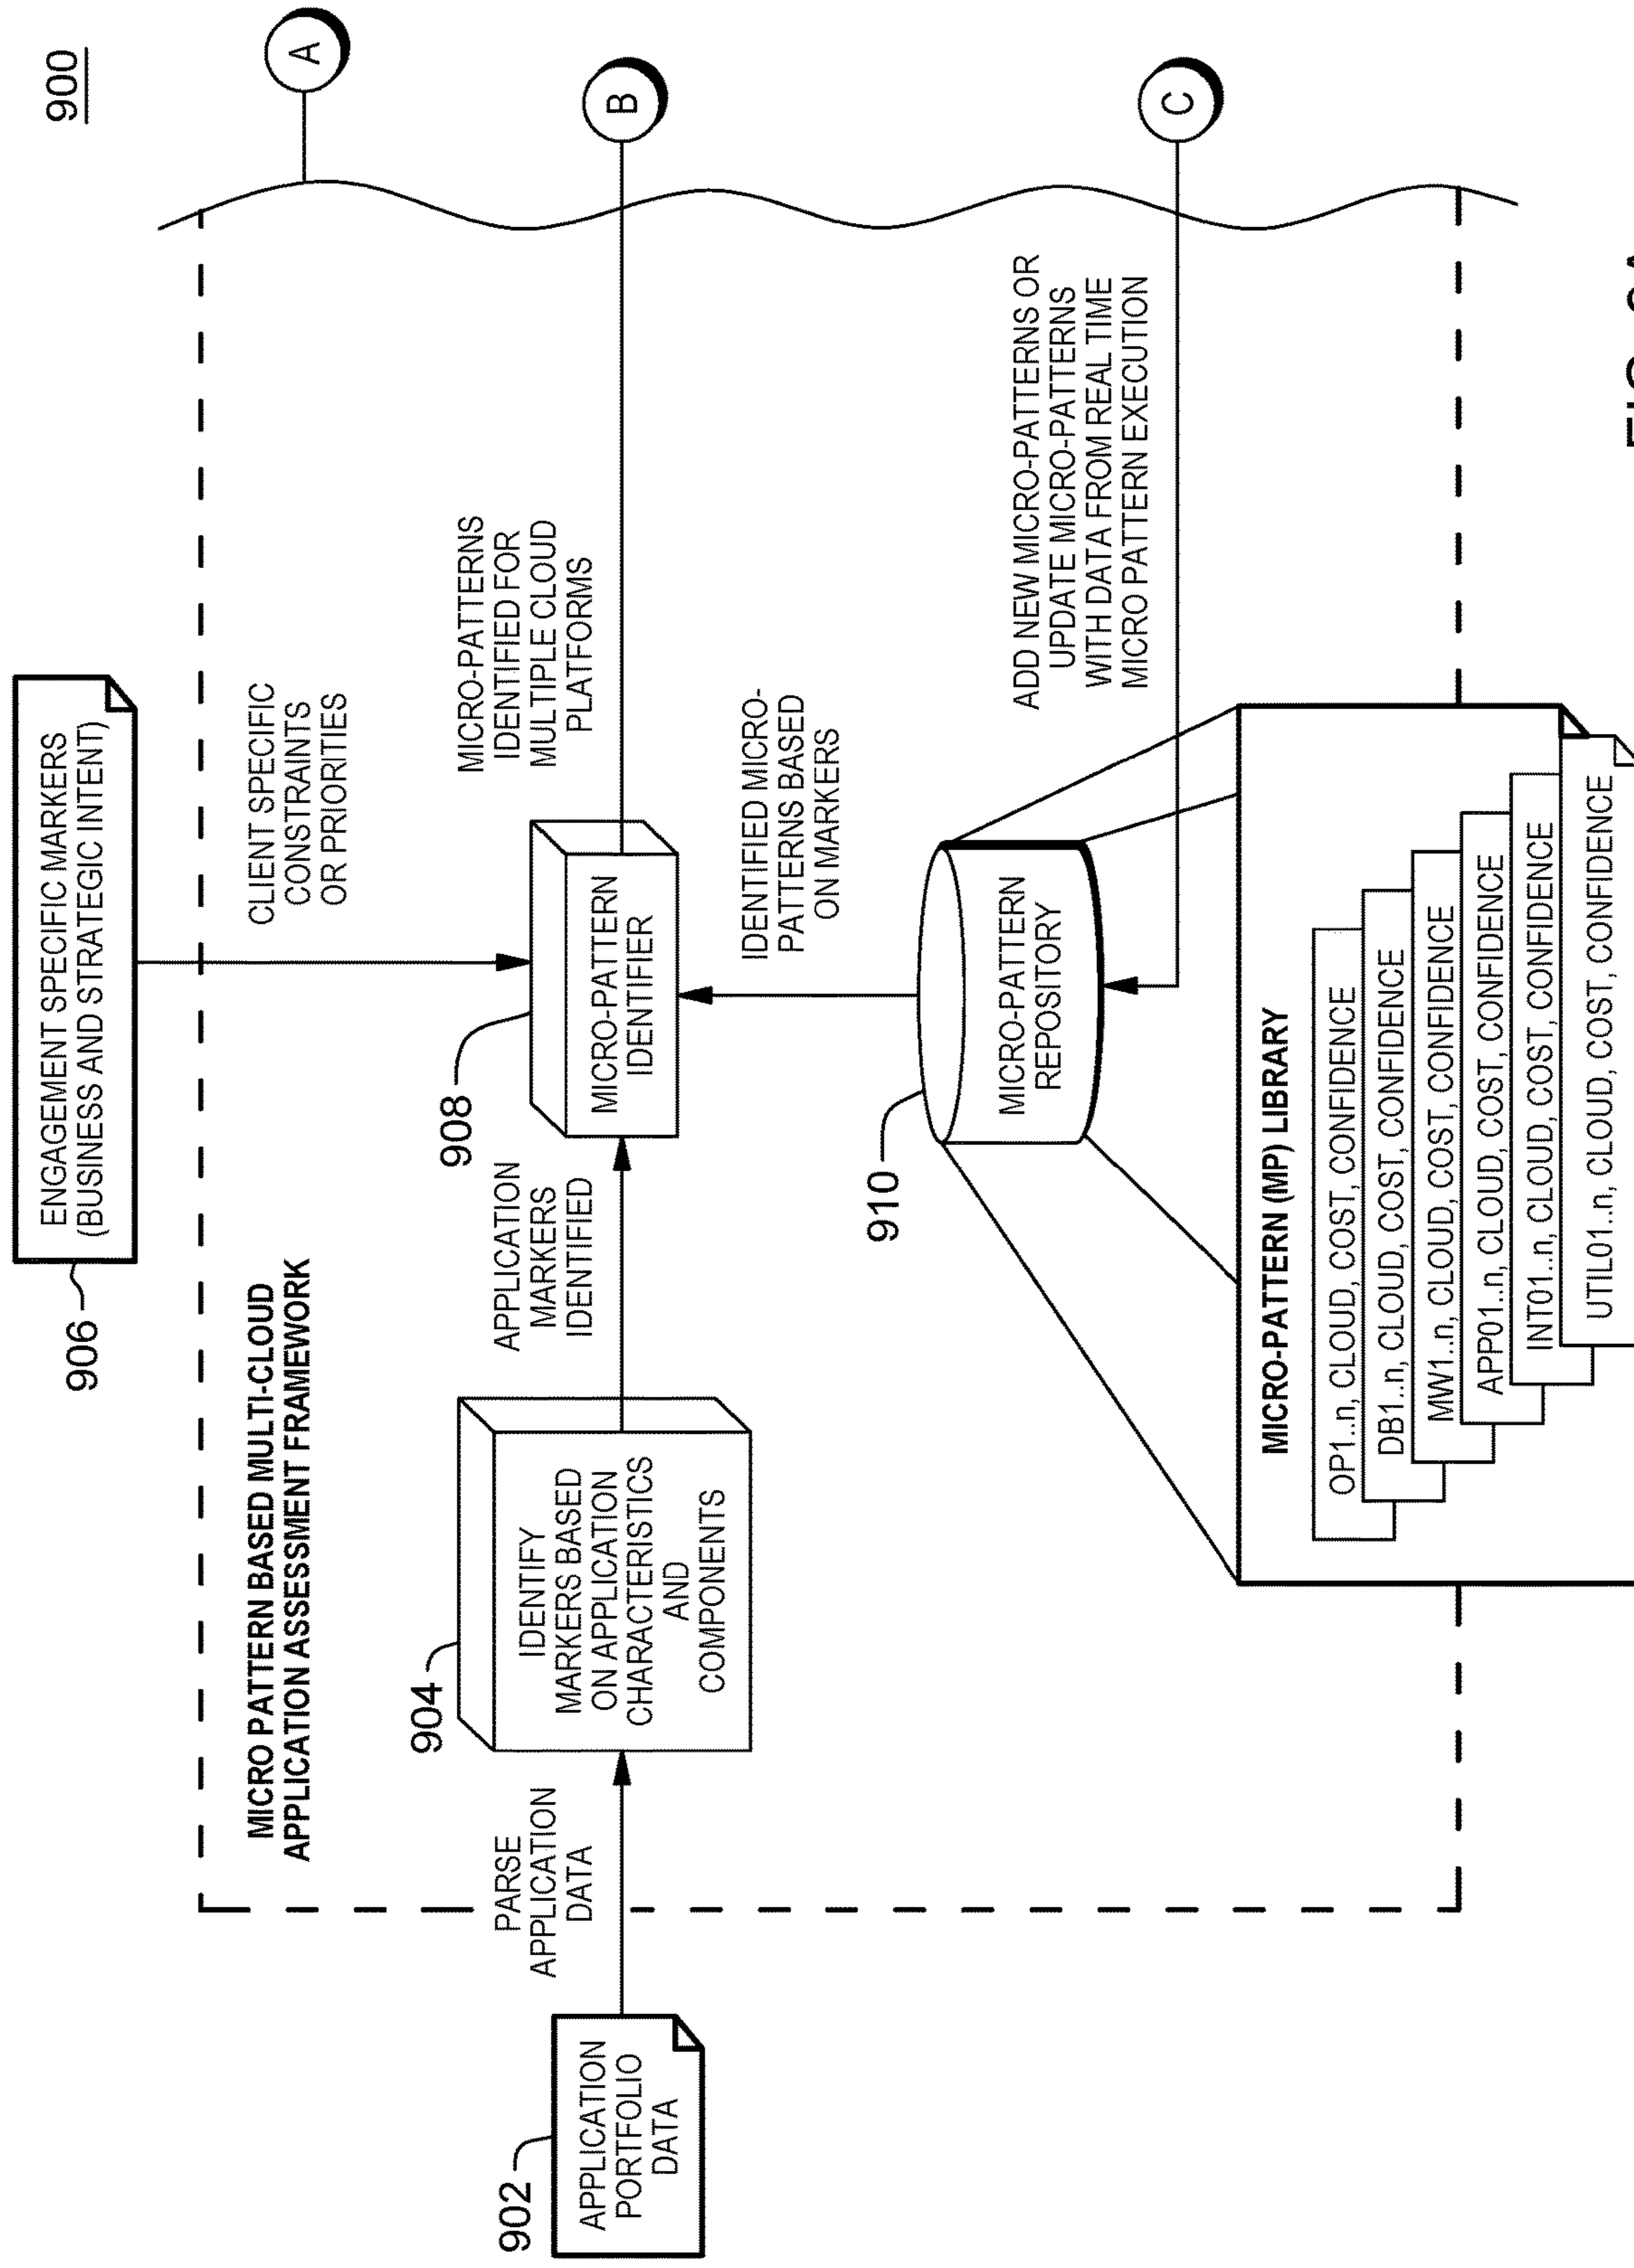 900
906
ENGAGEMENT SPECIFIC MARKERS
(BUSINESS AND STRATEGIC INTENT)
A
MICRO PATTERN BASED MULTI-CLOUD
APPLICATION ASSESSMENT FRAMEWORK
CLIENT SPECIFIC
CONSTRAINTS
OR PRIORITIES
902
APPLICATION
PORTFOLIO
DATA
PARSE
APPLICATION
DATA
904
IDENTIFY
MARKERS BASED
ON APPLICATION
CHARACTERISTICS
AND
COMPONENTS
APPLICATION
MARKERS
IDENTIFIED
908
MICRO-PATTERN
IDENTIFIER
MICRO-PATTERNS
IDENTIFIED FOR
MULTIPLE CLOUD
PLATFORMS
B
IDENTIFIED MICRO-
PATTERNS BASED
ON MARKERS
910
MICRO-PATTERN
REPOSITORY
ADD NEW MICRO-PATTERNS OR
UPDATE MICRO-PATTERNS
WITH DATA FROM REAL TIME
MICRO PATTERN EXECUTION
C
MICRO-PATTERN (MP) LIBRARY
OP1..n, CLOUD, COST, CONFIDENCE
DB1..n, CLOUD, COST, CONFIDENCE
MW1..n, CLOUD, COST, CONFIDENCE
APP01..n, CLOUD, COST, CONFIDENCE
INT01..n, CLOUD, COST, CONFIDENCE
UTIL01..n, CLOUD, COST, CONFIDENCE